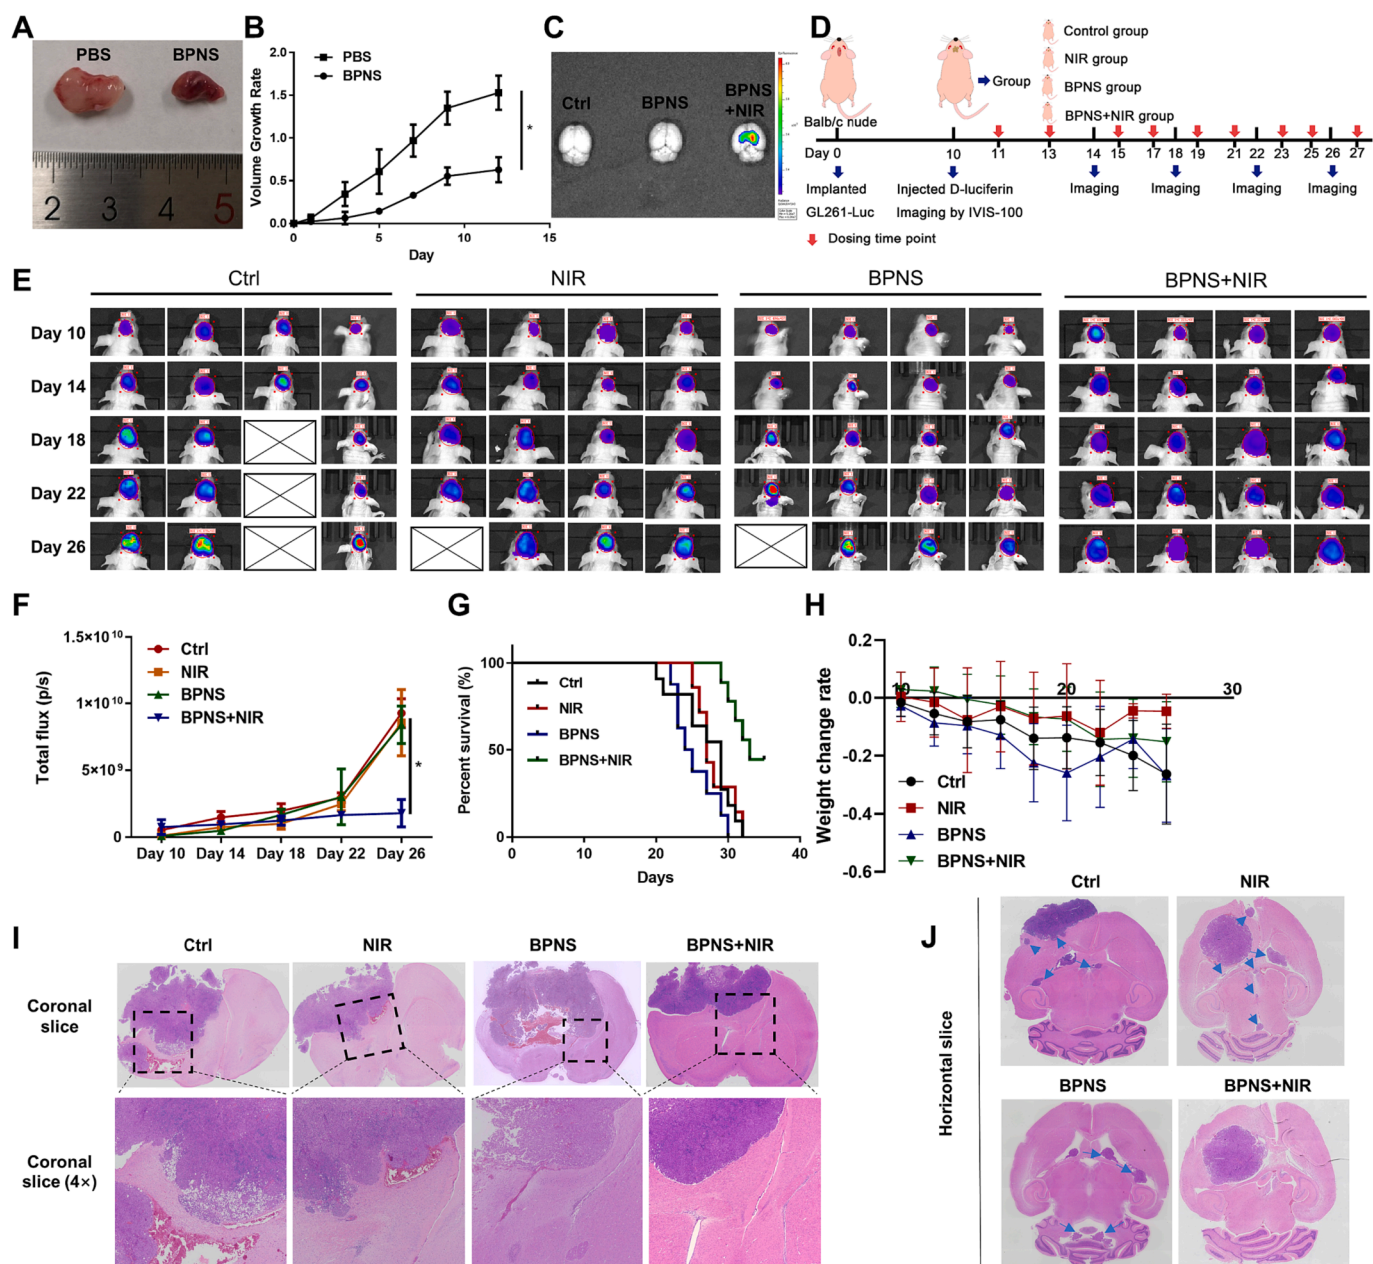 A
PBS
BPNS
2 3 4 5
B
Volume Growth Rate
2.0
1.5
1.0
0.5
0.0
0 5 10 15
Day
PBS
BPNS
*
C
Ctrl
BPNS
BPNS
+NIR
D
Balb/c nude
Group
Control group
NIR group
BPNS group
BPNS+NIR group
Day 0 10 11 13 14 15 17 18 19 21 22 23 25 26 27
Implanted
GL261-Luc
Injected D-luciferin
Imaging by IVIS-100
Imaging
Imaging
Imaging
Imaging
Dosing time point
E
Ctrl
NIR
BPNS
BPNS+NIR
Day 10
Day 14
Day 18
Day 22
Day 26
F
Total flux (p/s)
1.5×10¹⁰
1×10¹⁰
5×10⁹
0
Day 10 Day 14 Day 18 Day 22 Day 26
Ctrl
NIR
BPNS
BPNS+NIR
*
G
Percent survival (%)
100
50
0
0 10 20 30 40
Days
Ctrl
NIR
BPNS
BPNS+NIR
H
Weight change rate
0.2
0.0
-0.2
-0.4
-0.6
10 20 30
Ctrl
NIR
BPNS
BPNS+NIR
I
Ctrl
NIR
BPNS
BPNS+NIR
Coronal
slice
Coronal
slice (4×)
J
Horizontal slice
Ctrl
NIR
BPNS
BPNS+NIR